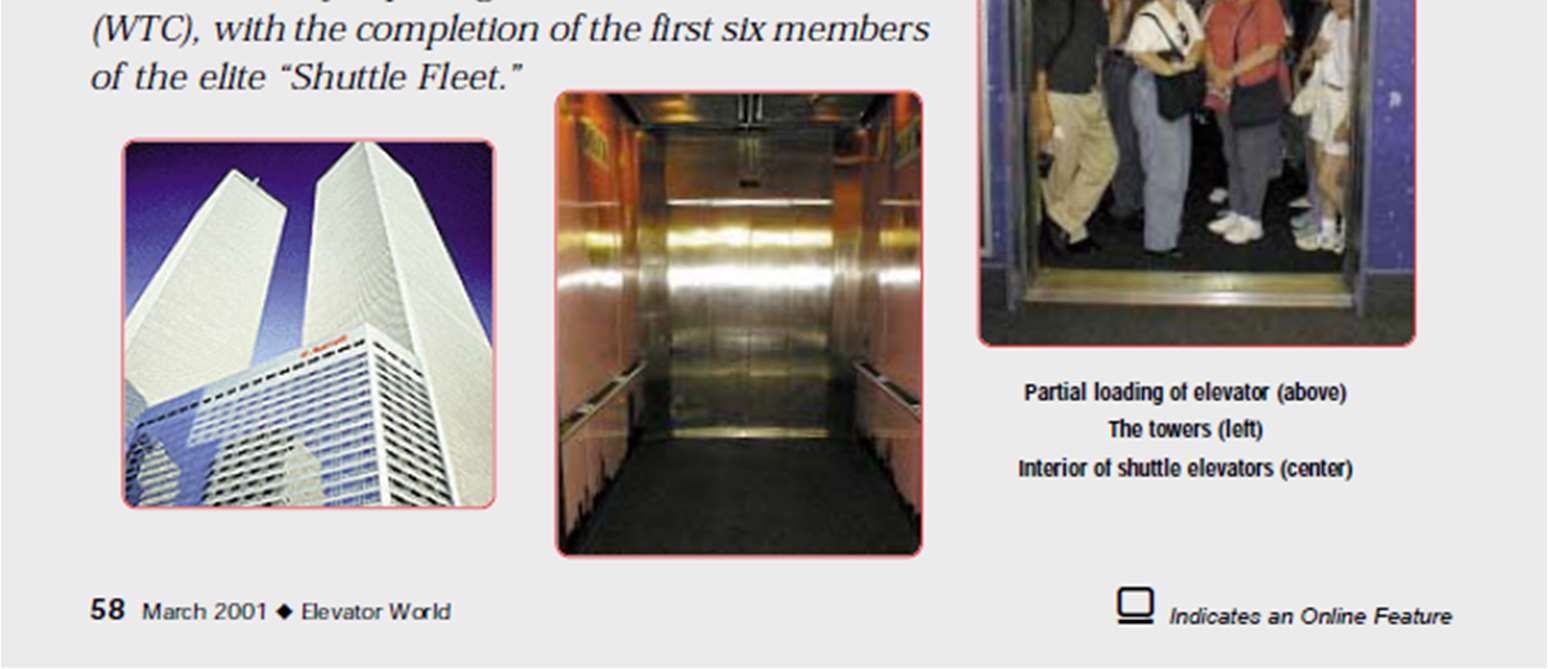 (WTC), with the completion of the first six members
of the elite “Shuttle Fleet.”
Partial loading of elevator (above)
The towers (left)
Interior of shuttle elevators (center)
58 March 2001 ◆ Elevator World
Indicates an Online Feature